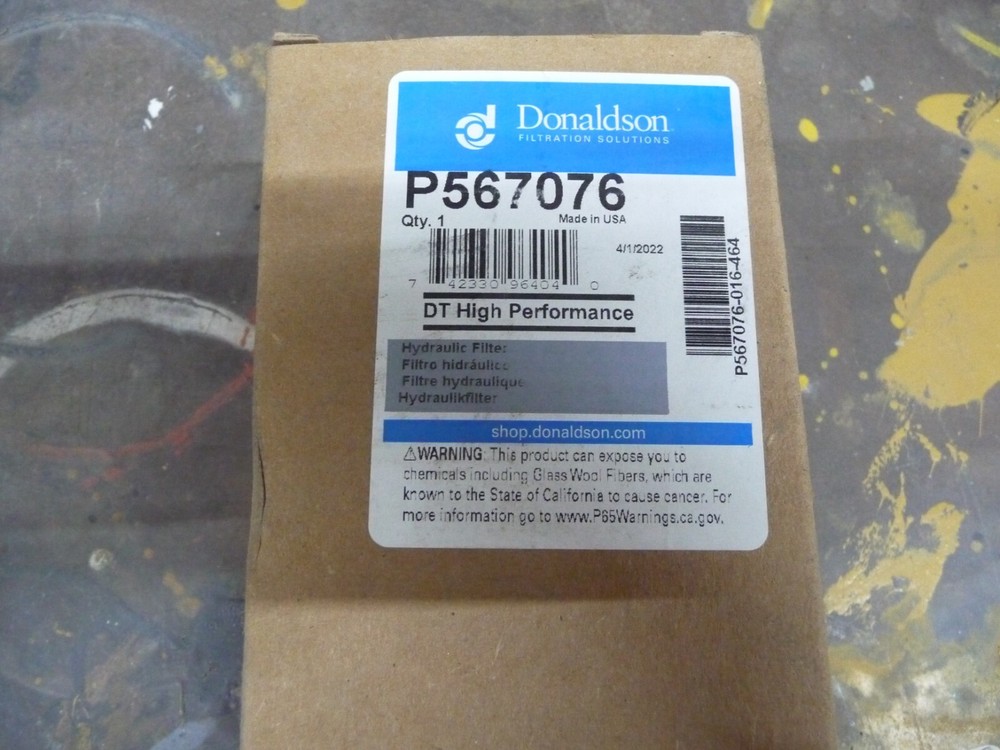 Donaldson
FILTRATION SOLUTIONS
P567076
Qty. 1 Made in USA
4/1/2022
7 42330 96404 0
DT High Performance
P567076-016-464
Hydraulic Filter
Filtro hidráulico
Filtre hydraulique
Hydraulikfilter
shop.donaldson.com
⚠WARNING: This product can expose you to
chemicals including Glass Wool Fibers, which are
known to the State of California to cause cancer. For
more information go to www.P65Warnings.ca.gov.